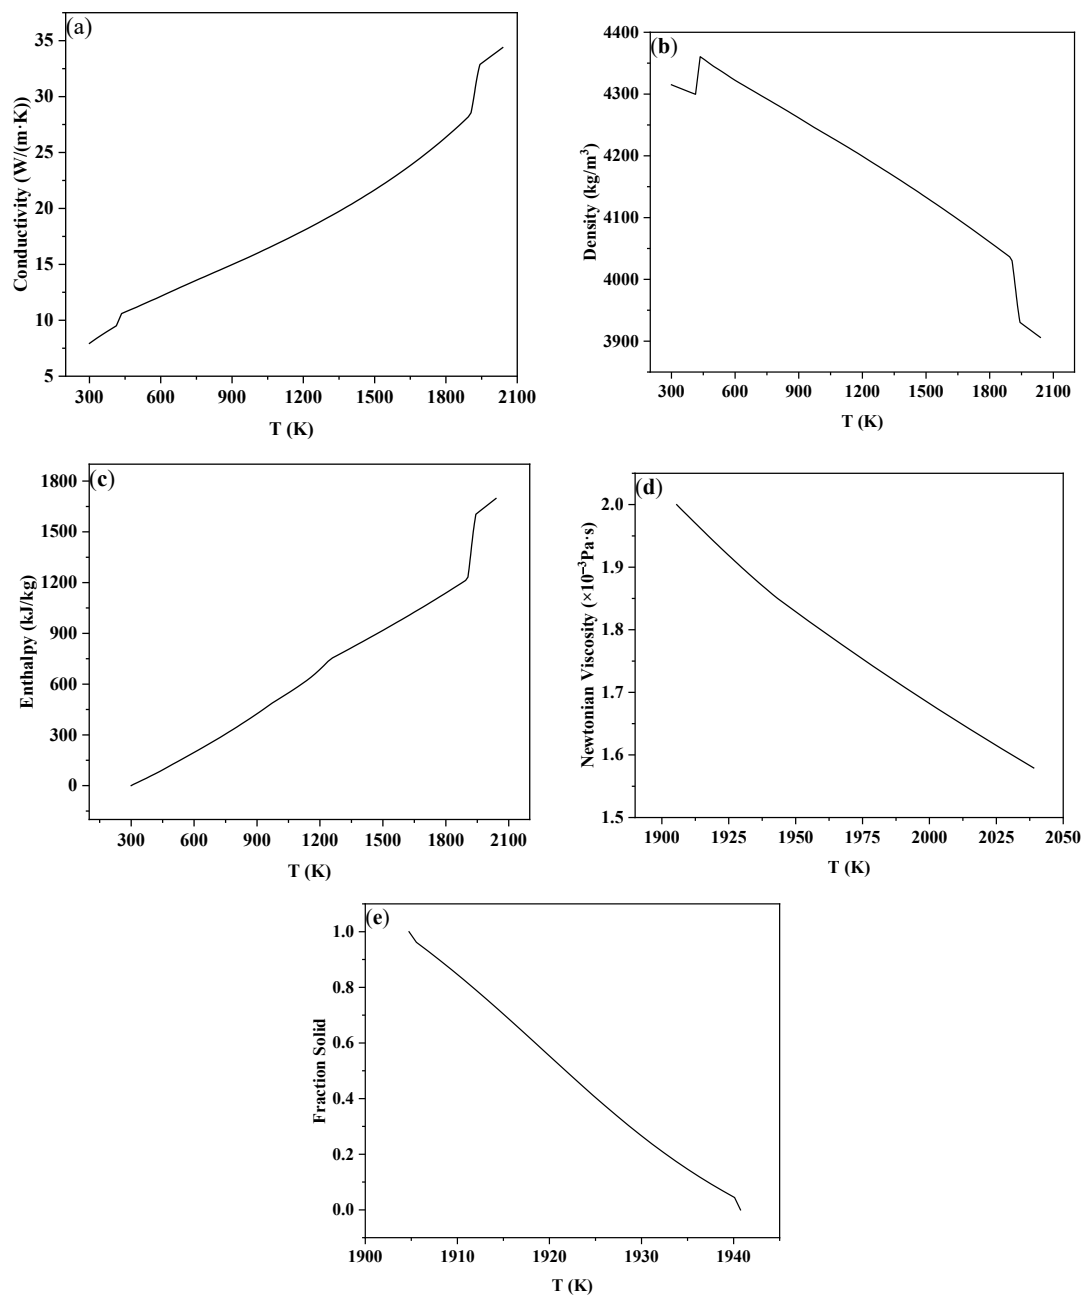 (a)
35
30
25
20
15
10
5
300 600 900 1200 1500 1800 2100
T (K)
Conductivity (W/(m·K))
(b)
4400
4300
4200
4100
4000
3900
300 600 900 1200 1500 1800 2100
T (K)
Density (kg/m³)
(c)
1800
1500
1200
900
600
300
0
300 600 900 1200 1500 1800 2100
T (K)
Enthalpy (kJ/kg)
(d)
2.0
1.9
1.8
1.7
1.6
1.5
1900 1925 1950 1975 2000 2025 2050
T (K)
Newtonian Viscosity (×10⁻³Pa·s)
(e)
1.0
0.8
0.6
0.4
0.2
0.0
1900 1910 1920 1930 1940
T (K)
Fraction Solid